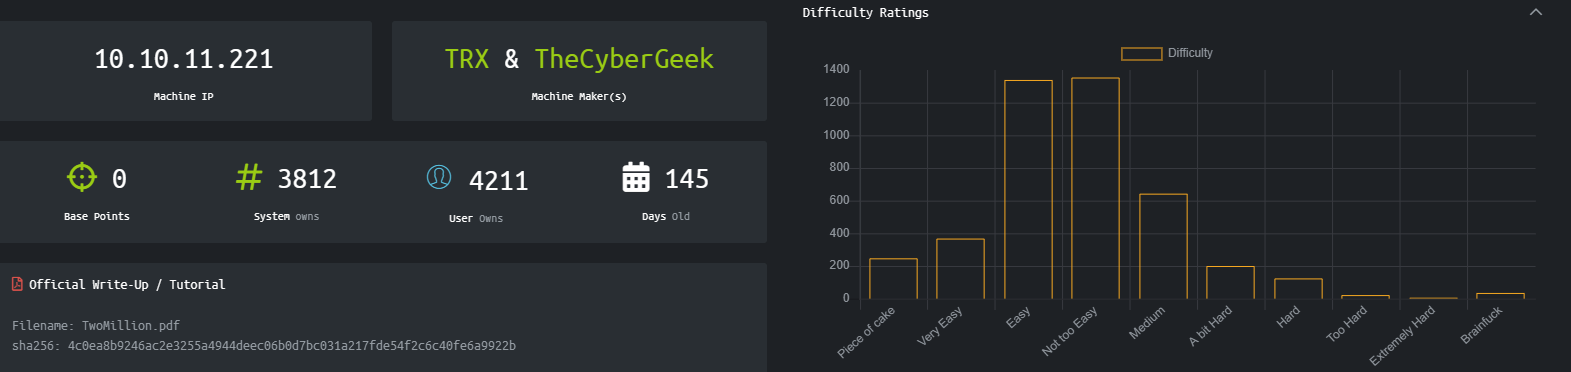 10.10.11.221
Machine IP
TRX & TheCyberGeek
Machine Maker(s)
0
Base Points
3812
System owns
4211
User Owns
145
Days Old
Official Write-Up / Tutorial
Filename: TwoMillion.pdf
sha256: 4c0ea8b9246ac2e3255a4944deec06b0d7bc031a217fde54f2c6c40fe6a9922b
Difficulty Ratings
Difficulty
1400
1200
1000
800
600
400
200
0
Piece of cake
Very Easy
Easy
Not too Easy
Medium
A bit Hard
Hard
Too Hard
Extremely Hard
Brainfuck